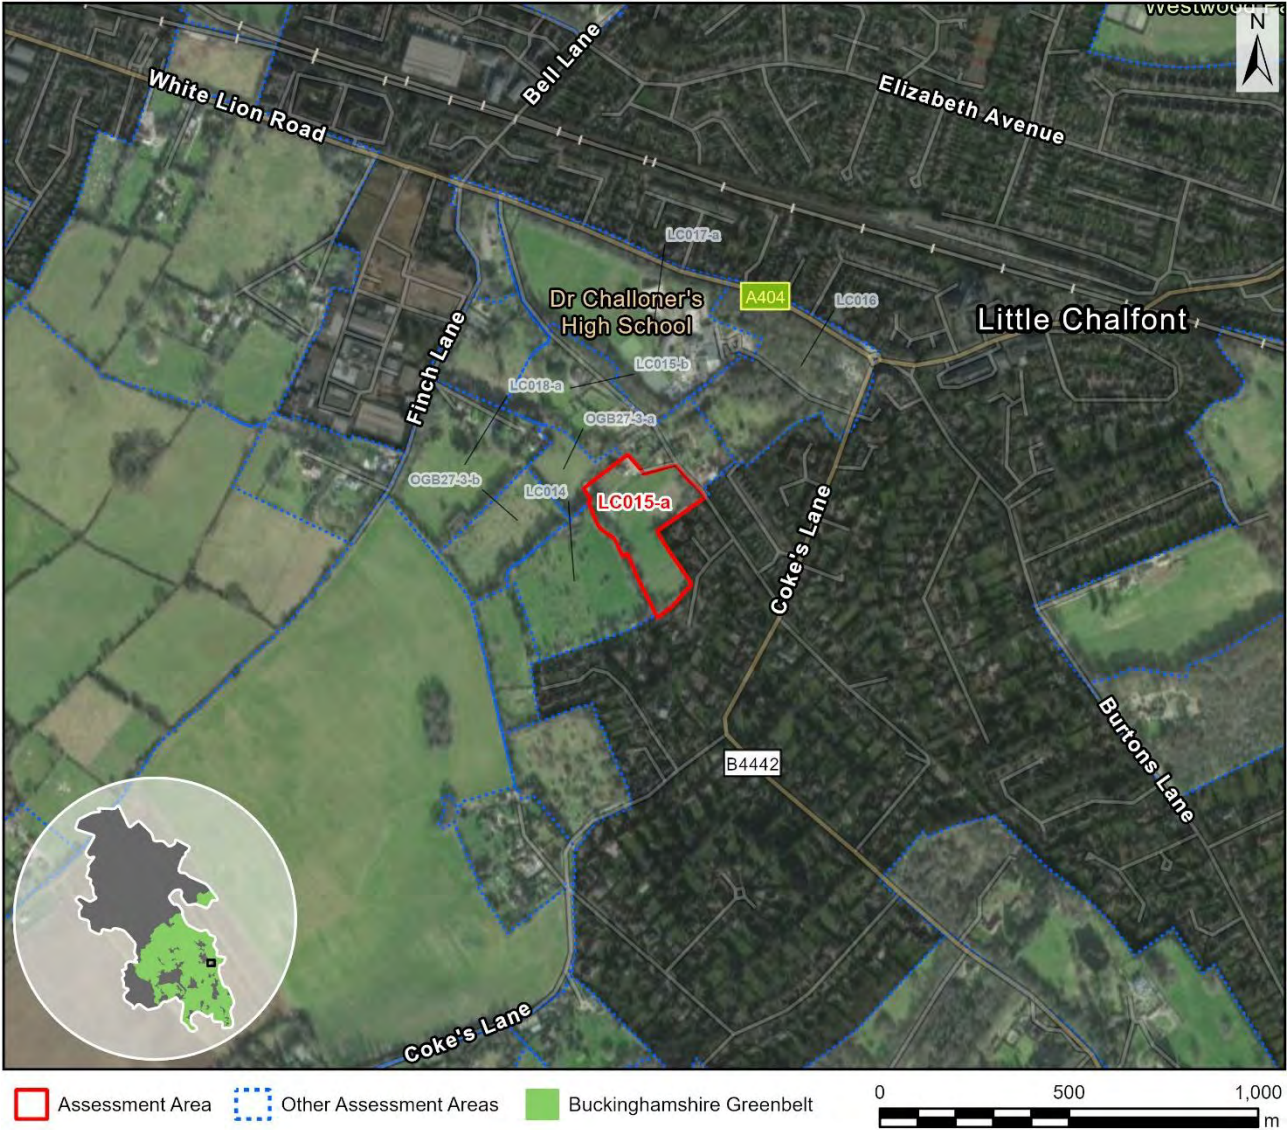 Westwood Pa
N
White Lion Road
Bell Lane
Elizabeth Avenue
LC017-a
Dr Challoner's
High School
A404
LC016
Little Chalfont
Finch Lane
LC015-b
LC018-a
OGB27-3-a
OGB27-3-b
LC014
LC015-a
Coke's Lane
Burtons Lane
B4442
Coke's Lane
Assessment Area
Other Assessment Areas
Buckinghamshire Greenbelt
0 500 1,000
m